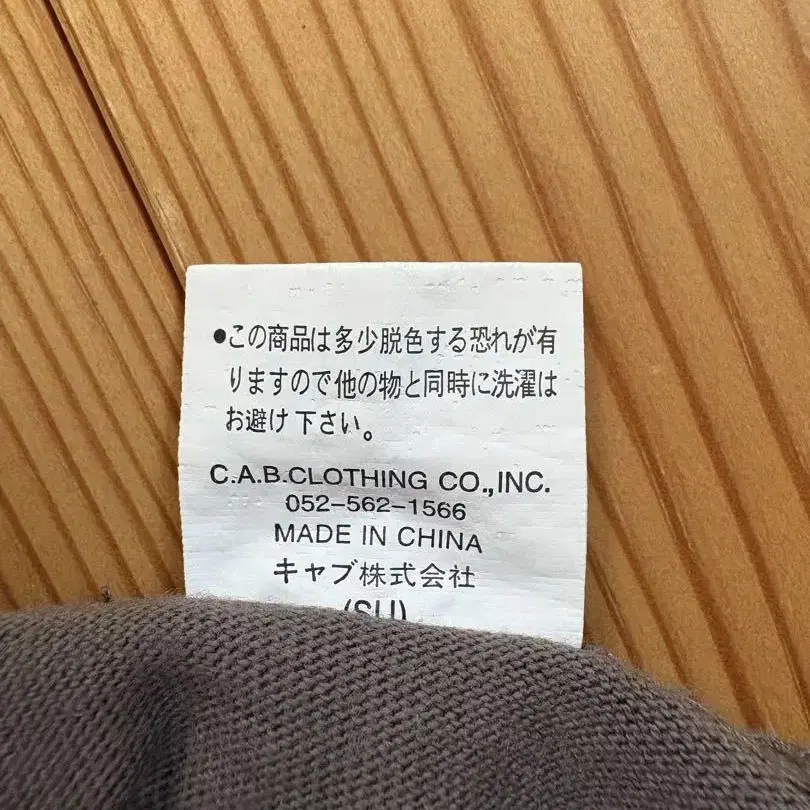 ●この商品は多少脱色する恐れが有
りますので他の物と同時に洗濯は
お避け下さい。
C.A.B.CLOTHING CO.,INC.
052-562-1566
MADE IN CHINA
キャブ株式会社
(SU)